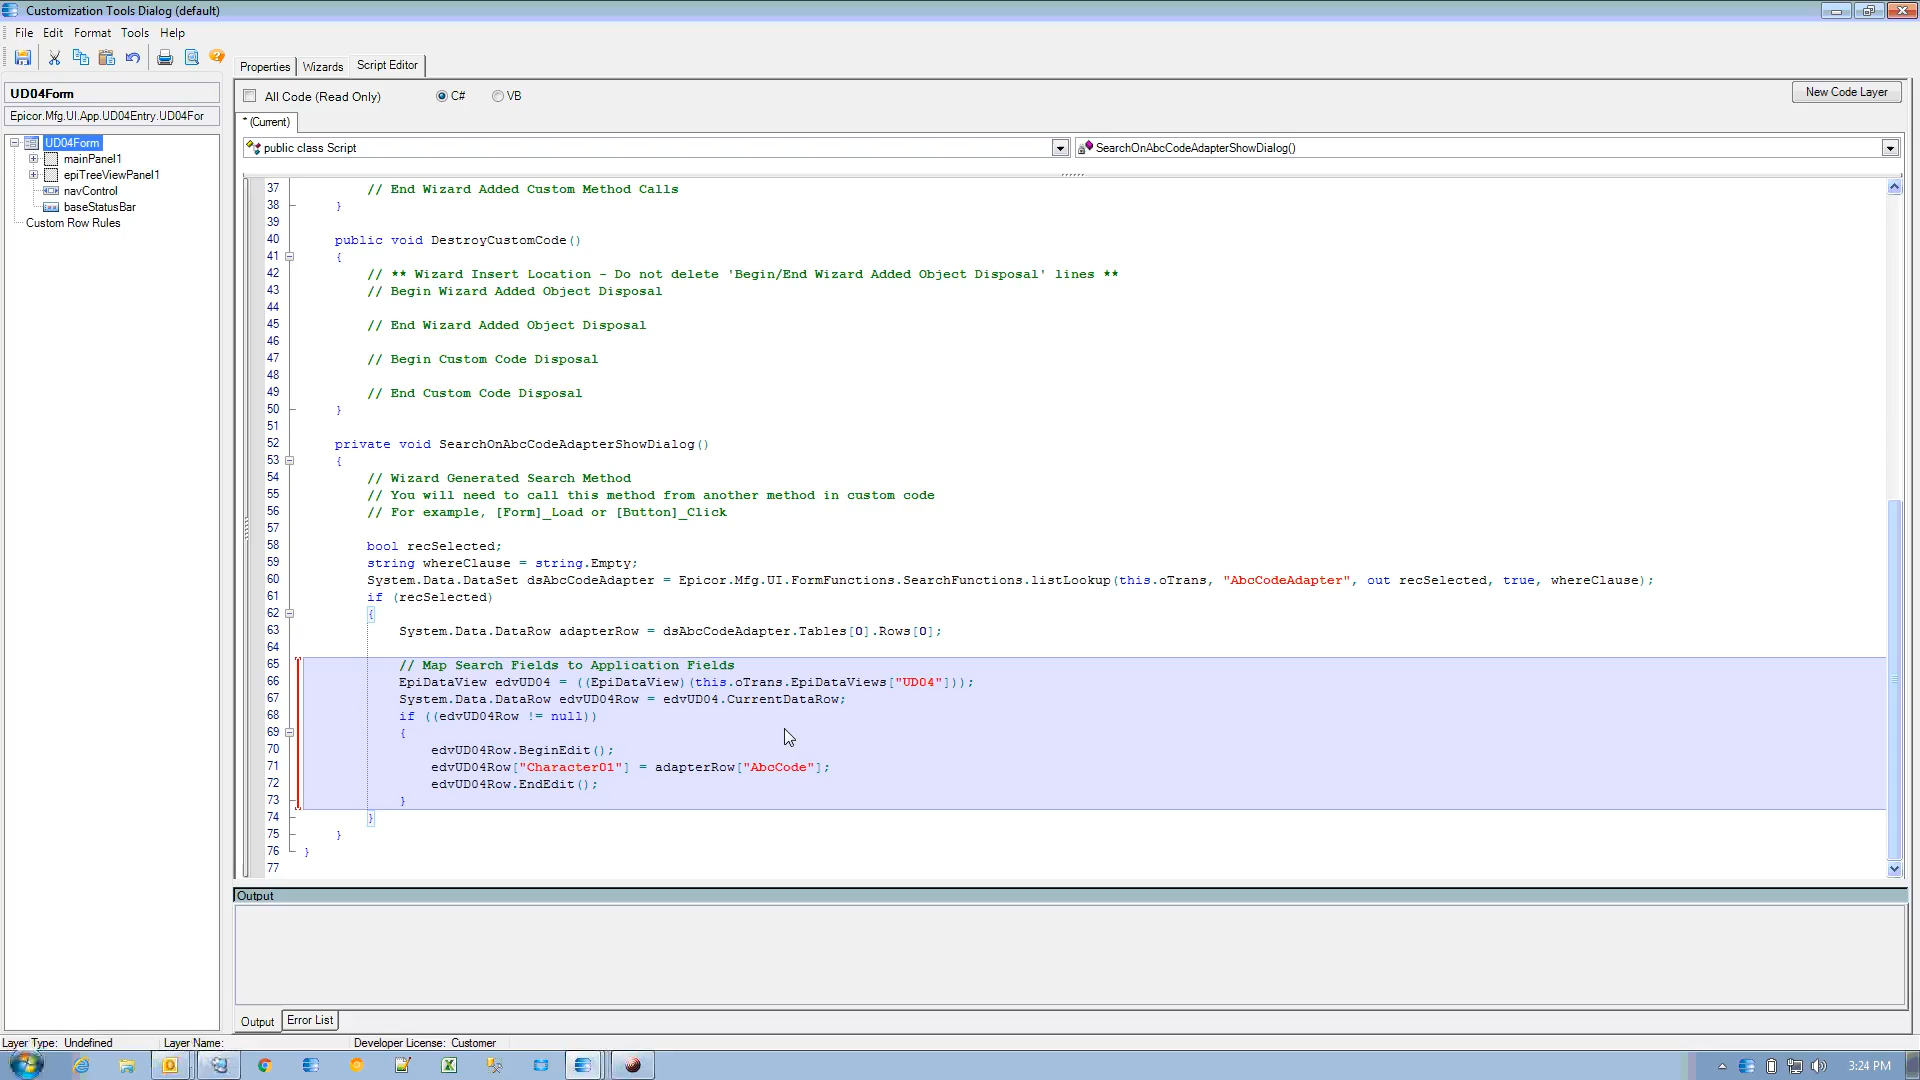 Customization Tools Dialog (default)
File Edit Format Tools Help
Properties Wizards Script Editor
UD04Form
Epicor.Mfg.UI.App.UD04Entry.UD04For
UD04Form
mainPanel1
epiTreeViewPanel1
navControl
baseStatusBar
Custom Row Rules
All Code (Read Only) C# VB New Code Layer
* (Current)
public class Script SearchOnAbcCodeAdapterShowDialog()
37 // End Wizard Added Custom Method Calls
38 }
39
40 public void DestroyCustomCode()
41 {
42 // ** Wizard Insert Location - Do not delete 'Begin/End Wizard Added Object Disposal' lines **
43 // Begin Wizard Added Object Disposal
44
45 // End Wizard Added Object Disposal
46
47 // Begin Custom Code Disposal
48
49 // End Custom Code Disposal
50 }
51
52 private void SearchOnAbcCodeAdapterShowDialog()
53 {
54 // Wizard Generated Search Method
55 // You will need to call this method from another method in custom code
56 // For example, [Form]_Load or [Button]_Click
57
58 bool recSelected;
59 string whereClause = string.Empty;
60 System.Data.DataSet dsAbcCodeAdapter = Epicor.Mfg.UI.FormFunctions.SearchFunctions.listLookup(this.oTrans, "AbcCodeAdapter", out recSelected, true, whereClause);
61 if (recSelected)
62 {
63 System.Data.DataRow adapterRow = dsAbcCodeAdapter.Tables[0].Rows[0];
64
65 // Map Search Fields to Application Fields
66 EpiDataView edvUD04 = ((EpiDataView)(this.oTrans.EpiDataViews["UD04"]));
67 System.Data.DataRow edvUD04Row = edvUD04.CurrentDataRow;
68 if ((edvUD04Row != null))
69 {
70 edvUD04Row.BeginEdit();
71 edvUD04Row["Character01"] = adapterRow["AbcCode"];
72 edvUD04Row.EndEdit();
73 }
74 }
75 }
76 }
77
Output
Output Error List
Layer Type: Undefined Layer Name: Developer License: Customer
3:24 PM